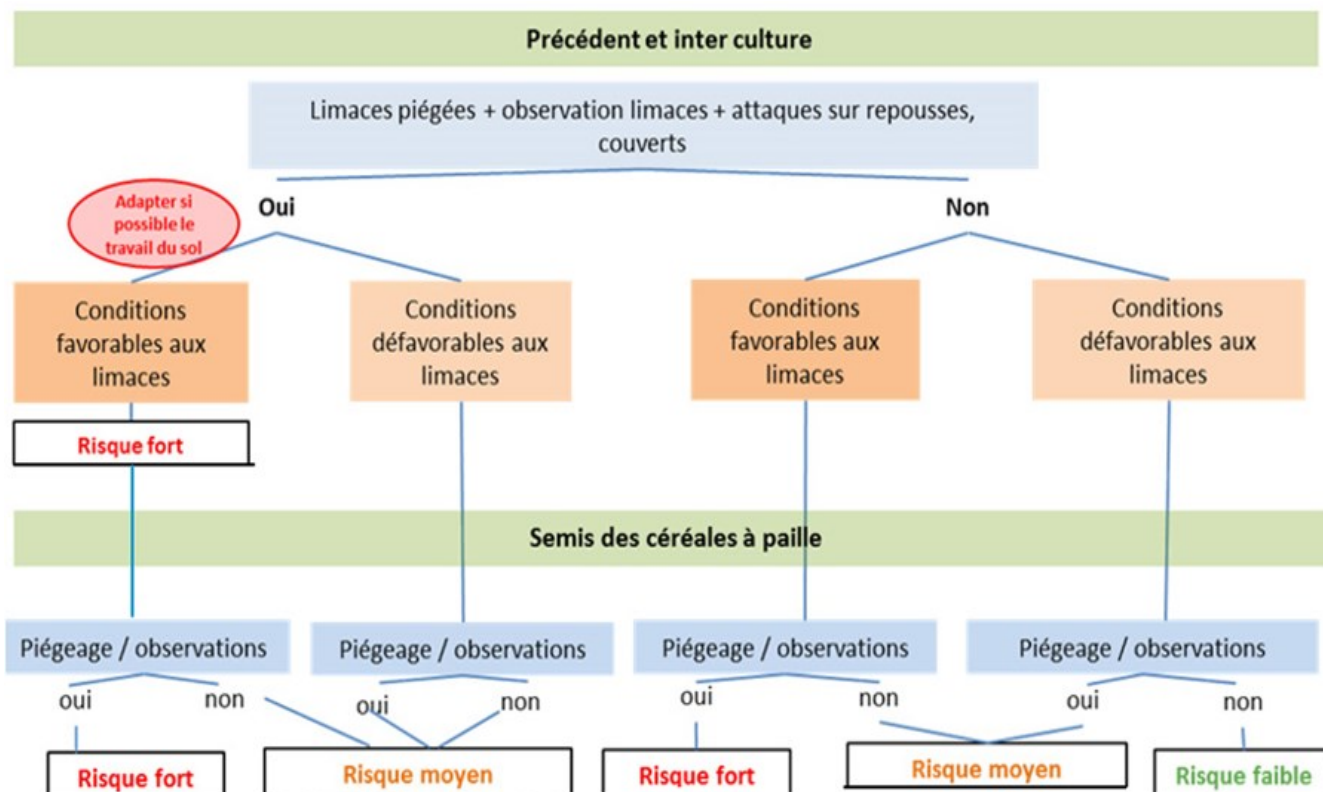 Précédent et inter culture
Limaces piégées + observation limaces + attaques sur repousses,
couverts
Adapter si
possible le
travail du sol
Oui
Non
Conditions
favorables aux
limaces
Conditions
défavorables aux
limaces
Conditions
favorables aux
limaces
Conditions
défavorables aux
limaces
Risque fort
Semis des céréales à paille
Piégeage / observations
Piégeage / observations
Piégeage / observations
Piégeage / observations
oui
non
oui
non
oui
non
oui
non
Risque fort
Risque moyen
Risque fort
Risque moyen
Risque faible